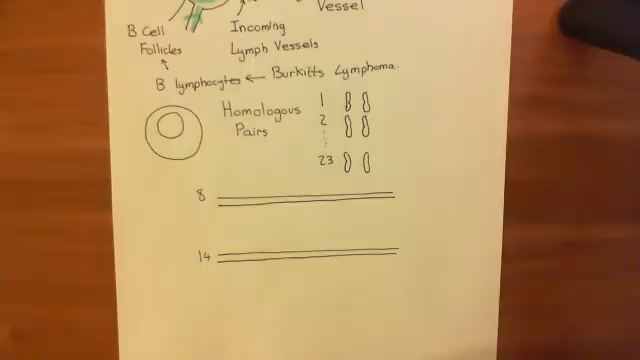 Vessel
B Cell
Follicles
Incoming
Lymph Vessels
B lymphocytes ← Burkitts Lymphoma
Homologous
Pairs
1
2
23
8
14